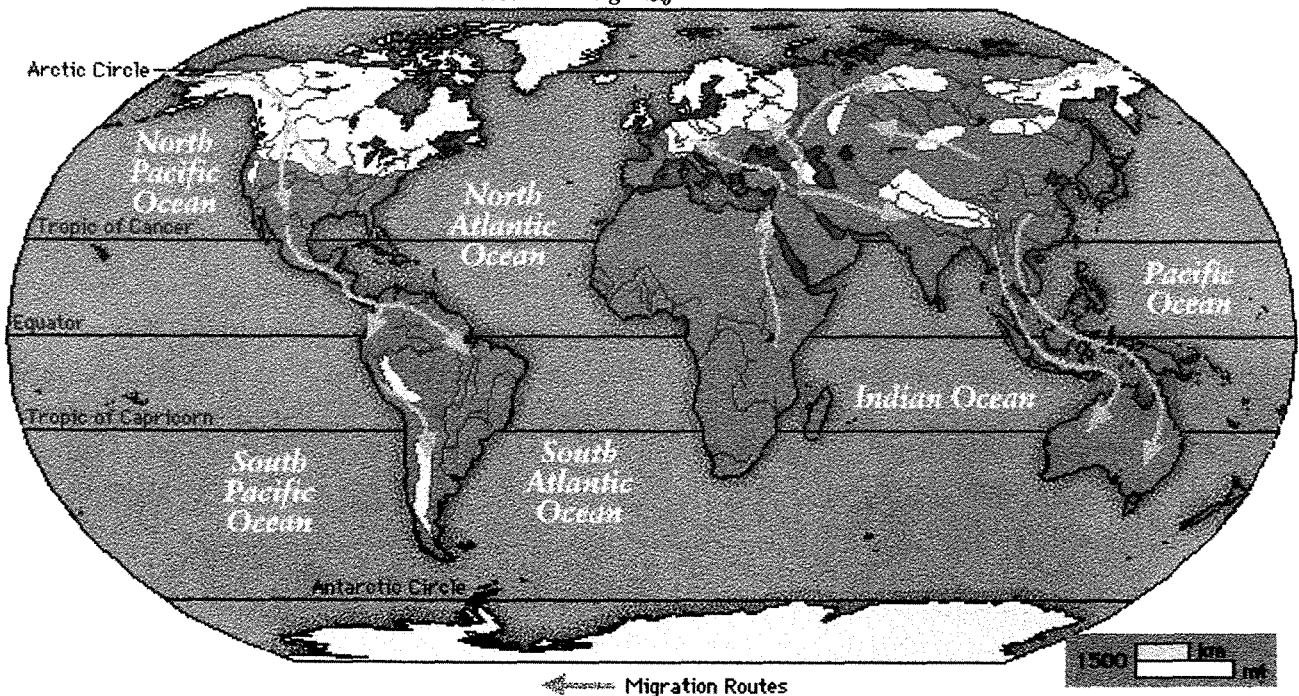 Arctic Circle
North
Pacific
Ocean
North
Atlantic
Ocean
Tropic of Cancer
Pacific
Ocean
Equator
Indian Ocean
Tropic of Capricorn
South
Pacific
Ocean
South
Atlantic
Ocean
Antarctic Circle
1500
km
mi
Migration Routes